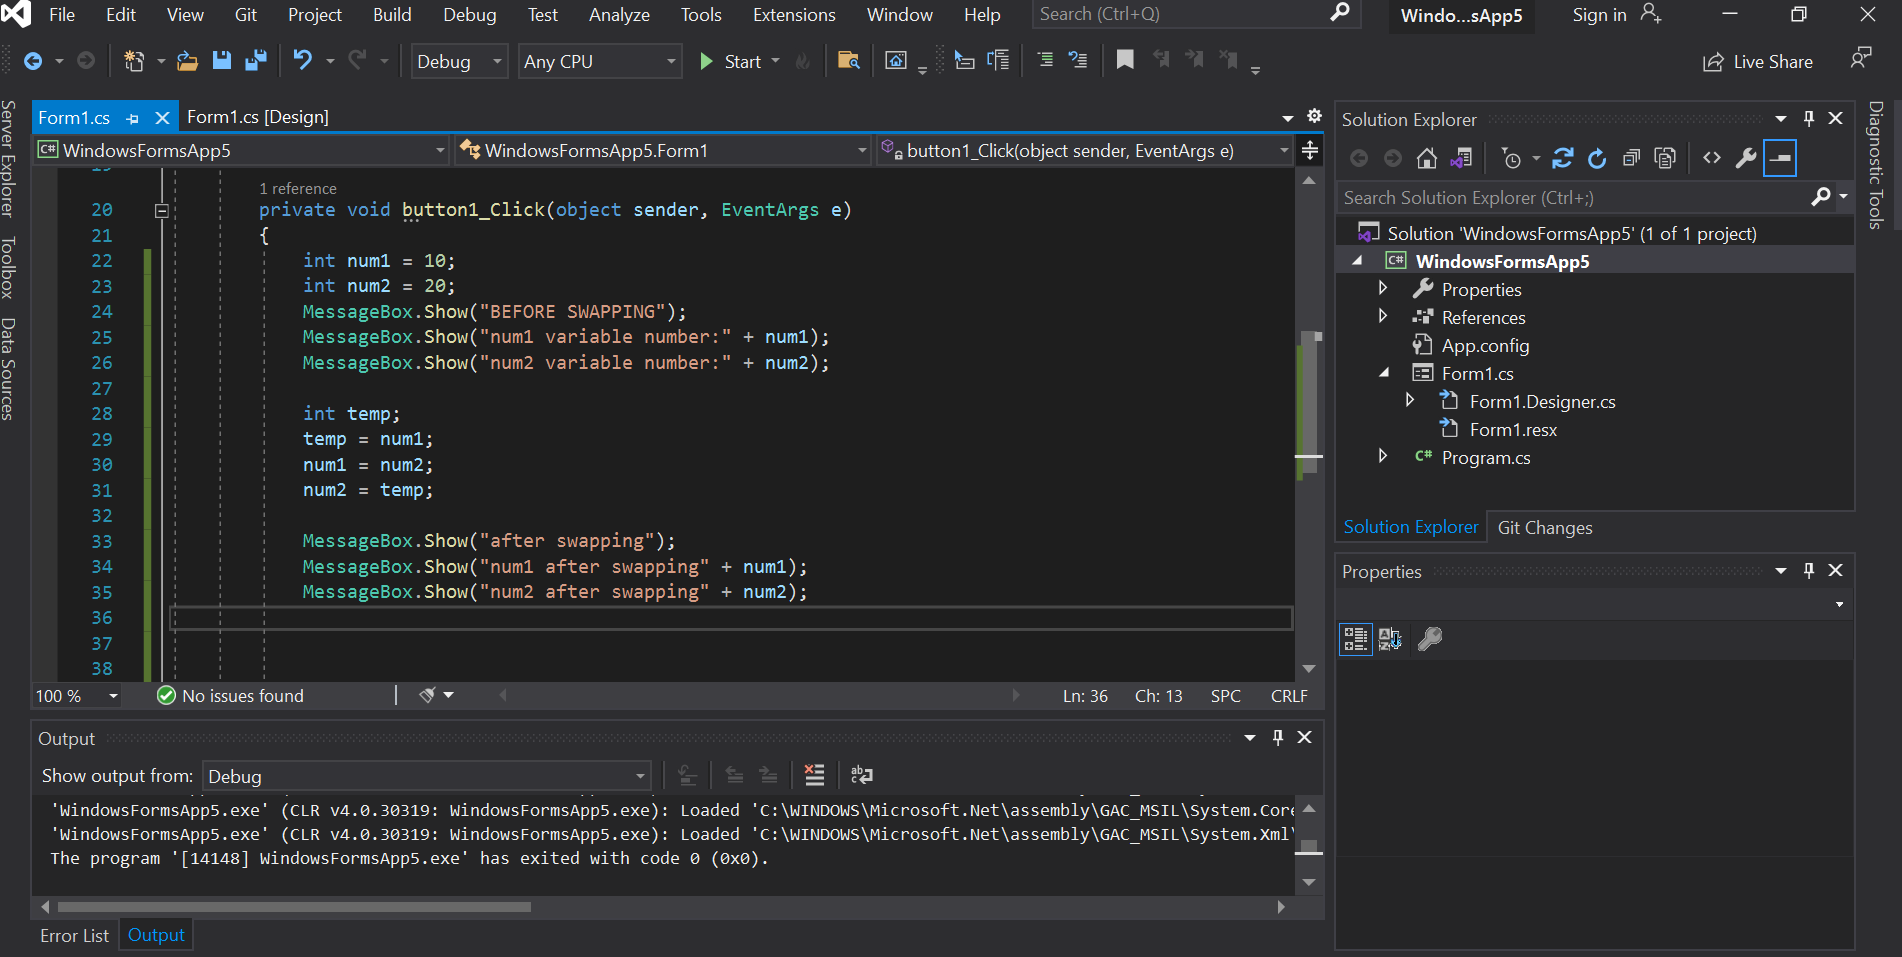 File Edit View Git Project Build Debug Test Analyze Tools Extensions Window Help Search (Ctrl+Q) Windo...sApp5 Sign in
Debug Any CPU Start Live Share
Server Explorer
Toolbox
Data Sources
Form1.cs Form1.cs [Design]
C# WindowsFormsApp5 WindowsFormsApp5.Form1 button1_Click(object sender, EventArgs e)
1 reference
20 private void button1_Click(object sender, EventArgs e)
21 {
22 int num1 = 10;
23 int num2 = 20;
24 MessageBox.Show("BEFORE SWAPPING");
25 MessageBox.Show("num1 variable number:" + num1);
26 MessageBox.Show("num2 variable number:" + num2);
27
28 int temp;
29 temp = num1;
30 num1 = num2;
31 num2 = temp;
32
33 MessageBox.Show("after swapping");
34 MessageBox.Show("num1 after swapping" + num1);
35 MessageBox.Show("num2 after swapping" + num2);
36
37
38
100 % No issues found Ln: 36 Ch: 13 SPC CRLF
Output
Show output from: Debug
'WindowsFormsApp5.exe' (CLR v4.0.30319: WindowsFormsApp5.exe): Loaded 'C:\WINDOWS\Microsoft.Net\assembly\GAC_MSIL\System.Core
'WindowsFormsApp5.exe' (CLR v4.0.30319: WindowsFormsApp5.exe): Loaded 'C:\WINDOWS\Microsoft.Net\assembly\GAC_MSIL\System.Xml\
The program '[14148] WindowsFormsApp5.exe' has exited with code 0 (0x0).
Error List Output
Solution Explorer
Search Solution Explorer (Ctrl+;)
Solution 'WindowsFormsApp5' (1 of 1 project)
C# WindowsFormsApp5
Properties
References
App.config
Form1.cs
Form1.Designer.cs
Form1.resx
C# Program.cs
Solution Explorer Git Changes
Properties
Diagnostic Tools